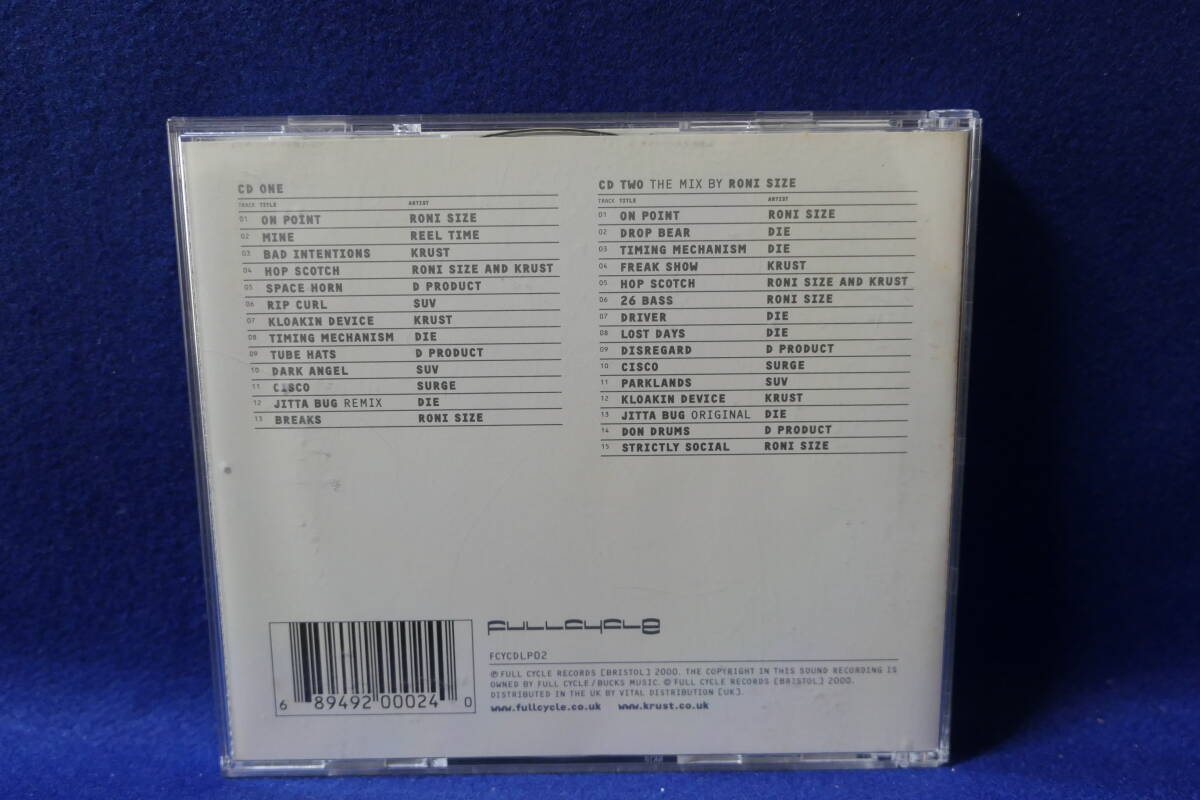 CD ONE
TRACK TITLE ARTIST
01 ON POINT RONI SIZE
02 MINE REEL TIME
03 BAD INTENTIONS KRUST
04 HOP SCOTCH RONI SIZE AND KRUST
05 SPACE HORN D PRODUCT
06 RIP CURL SUV
07 KLOAKIN DEVICE KRUST
08 TIMING MECHANISM DIE
09 TUBE HATS D PRODUCT
10 DARK ANGEL SUV
11 CISCO SURGE
12 JITTA BUG REMIX DIE
13 BREAKS RONI SIZE
CD TWO THE MIX BY RONI SIZE
TRACK TITLE ARTIST
01 ON POINT RONI SIZE
02 DROP BEAR DIE
03 TIMING MECHANISM DIE
04 FREAK SHOW KRUST
05 HOP SCOTCH RONI SIZE AND KRUST
06 26 BASS RONI SIZE
07 DRIVER DIE
08 LOST DAYS DIE
09 DISREGARD D PRODUCT
10 CISCO SURGE
11 PARKLANDS SUV
12 KLOAKIN DEVICE KRUST
13 JITTA BUG ORIGINAL DIE
14 DON DRUMS D PRODUCT
15 STRICTLY SOCIAL RONI SIZE
6 89492 00024 0
FULLCYCLE
FCYCDLP02
℗ FULL CYCLE RECORDS [BRISTOL] 2000. THE COPYRIGHT IN THIS SOUND RECORDING IS
OWNED BY FULL CYCLE/BUCKS MUSIC. © FULL CYCLE RECORDS [BRISTOL] 2000.
DISTRIBUTED IN THE UK BY VITAL DISTRIBUTION [UK].
www.fullcycle.co.uk www.krust.co.uk